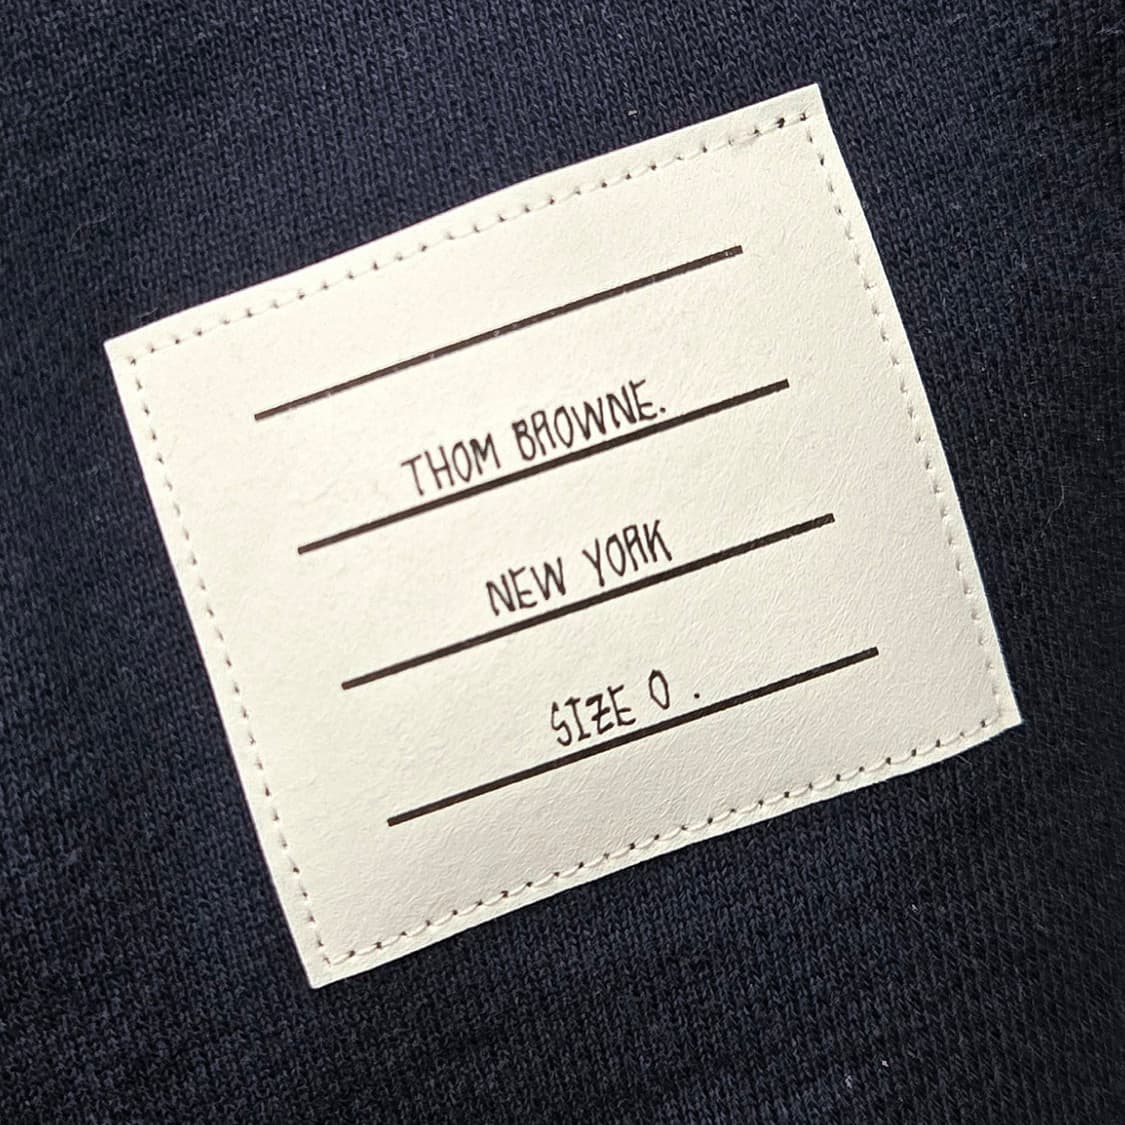 THOM BROWNE.
NEW YORK
SIZE 0 .